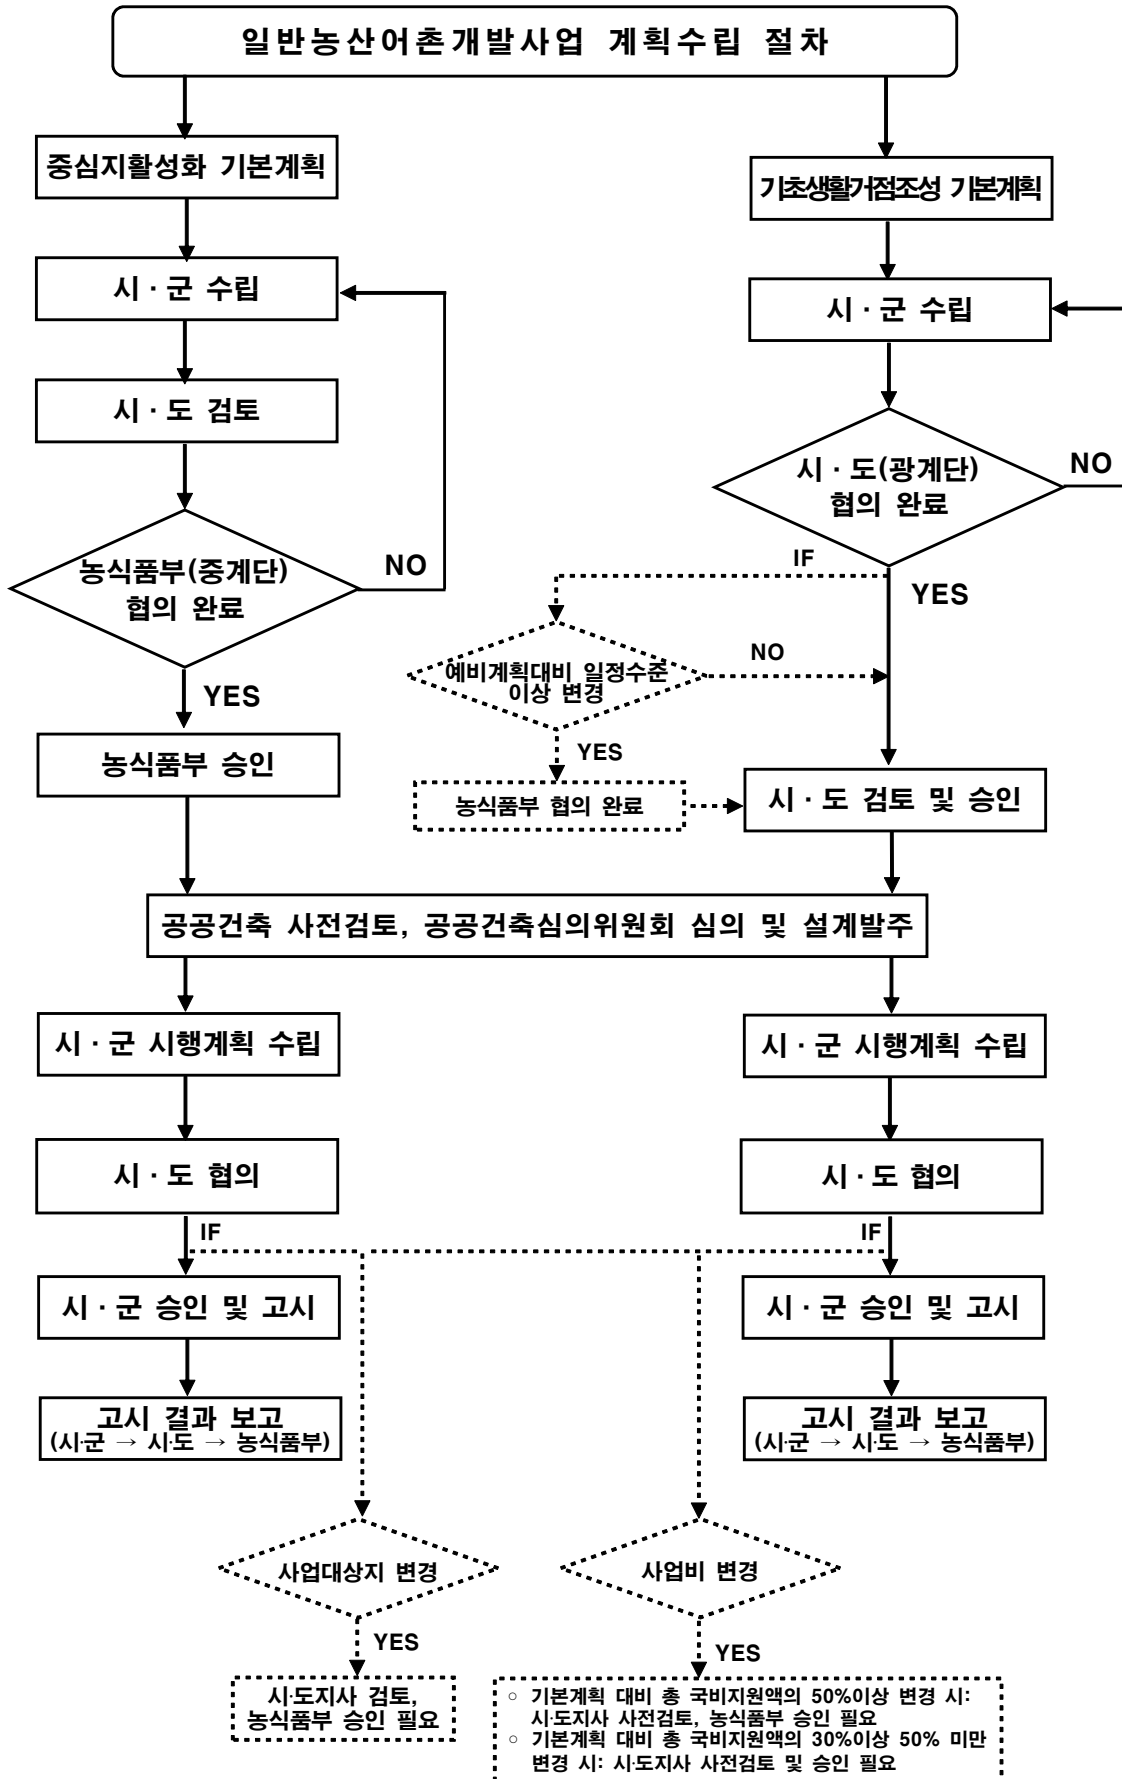 일반농산어촌개발사업 계획수립 절차
중심지활성화 기본계획
시·군 수립
시·도 검토
농식품부(중계단)
협의 완료
NO
YES
농식품부 승인
기초생활거점조성 기본계획
시·군 수립
시·도(광계단)
협의 완료
NO
IF
YES
예비계획대비 일정수준
이상 변경
NO
YES
농식품부 협의 완료
시·도 검토 및 승인
공공건축 사전검토, 공공건축심의위원회 심의 및 설계발주
시·군 시행계획 수립
시·도 협의
IF
시·군 승인 및 고시
고시 결과 보고
(시·군 → 시·도 → 농식품부)
시·군 시행계획 수립
시·도 협의
IF
시·군 승인 및 고시
고시 결과 보고
(시·군 → 시·도 → 농식품부)
사업대상지 변경
YES
시·도지사 검토,
농식품부 승인 필요
사업비 변경
YES
○ 기본계획 대비 총 국비지원액의 50%이상 변경 시:
시·도지사 사전검토, 농식품부 승인 필요
○ 기본계획 대비 총 국비지원액의 30%이상 50% 미만
변경 시: 시·도지사 사전검토 및 승인 필요